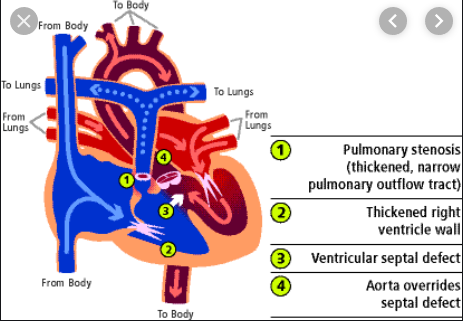 To Body
From Body
To Lungs
To Lungs
From
Lungs
From
Lungs
4
1
3
2
From Body
To Body
1
Pulmonary stenosis
(thickened, narrow
pulmonary outflow tract)
2
Thickened right
ventricle wall
3
Ventricular septal defect
4
Aorta overrides
septal defect